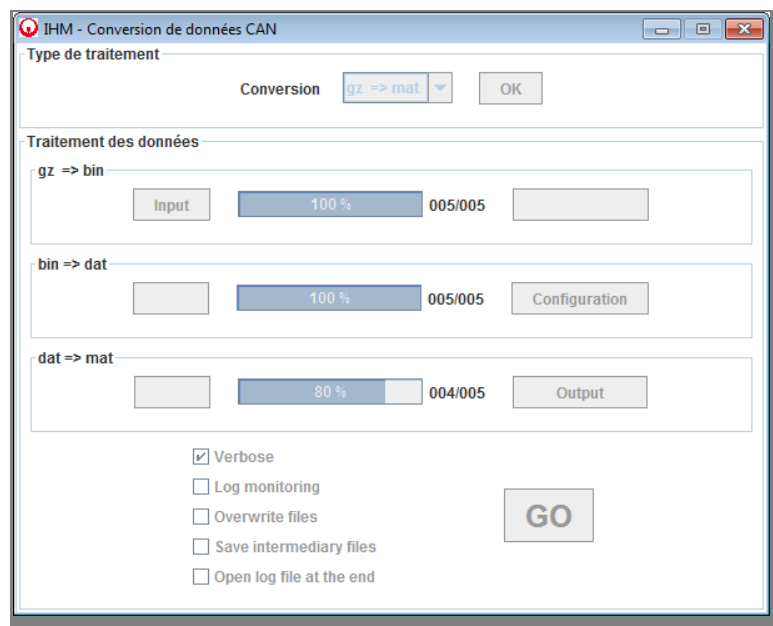 IHM - Conversion de données CAN
Type de traitement
Conversion gz => mat OK
Traitement des données
gz => bin
Input 100 % 005/005
bin => dat
100 % 005/005 Configuration
dat => mat
80 % 004/005 Output
Verbose
Log monitoring
Overwrite files
GO
Save intermediary files
Open log file at the end